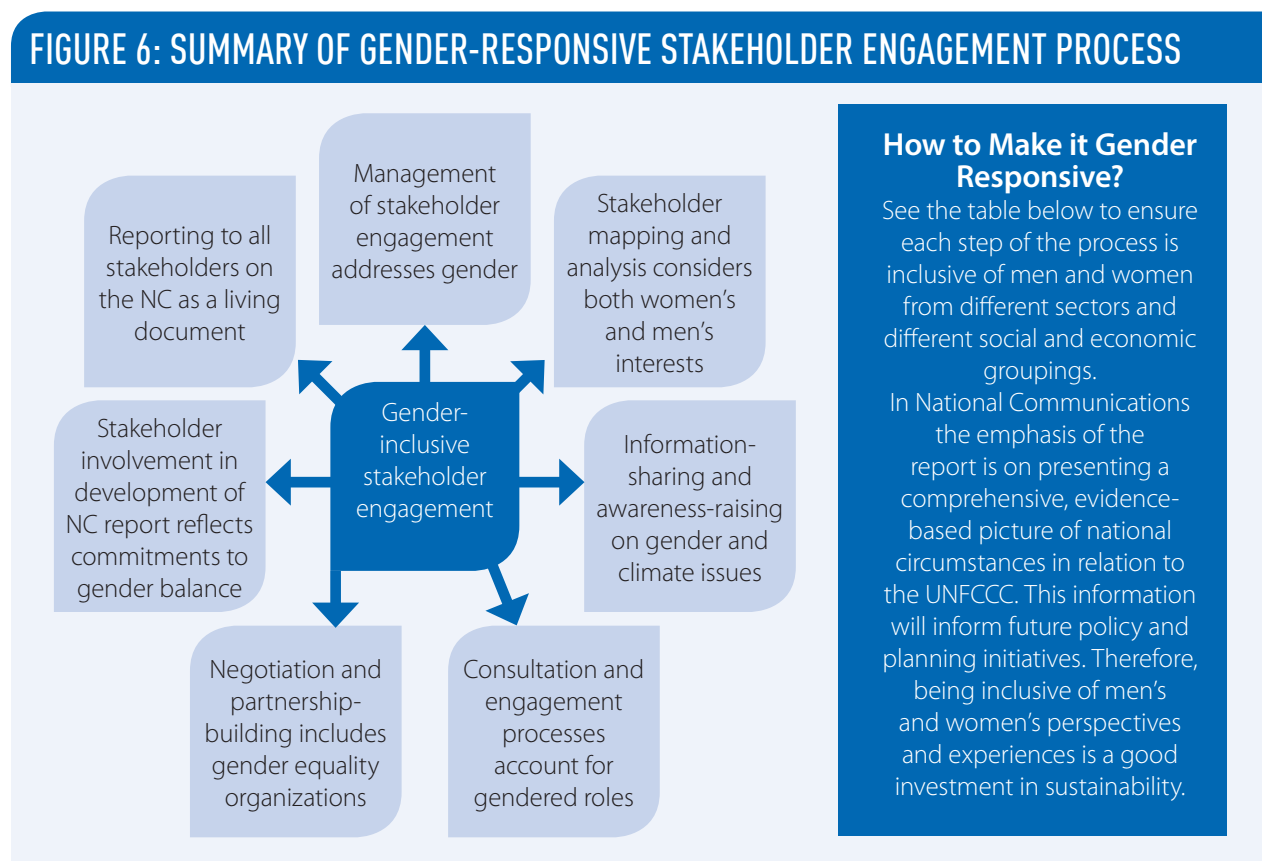 FIGURE 6: SUMMARY OF GENDER-RESPONSIVE STAKEHOLDER ENGAGEMENT PROCESS
Management
of stakeholder
engagement
addresses gender
Stakeholder
mapping and
analysis considers
both women’s
and men’s
interests
Information-
sharing and
awareness-raising
on gender and
climate issues
Consultation and
engagement
processes
account for
gendered roles
Negotiation and
partnership-
building includes
gender equality
organizations
Stakeholder
involvement in
development of
NC report reflects
commitments to
gender balance
Reporting to all
stakeholders on
the NC as a living
document
Gender-
inclusive
stakeholder
engagement
How to Make it Gender
Responsive?
See the table below to ensure
each step of the process is
inclusive of men and women
from different sectors and
different social and economic
groupings.
In National Communications
the emphasis of the
report is on presenting a
comprehensive, evidence-
based picture of national
circumstances in relation to
the UNFCCC. This information
will inform future policy and
planning initiatives. Therefore,
being inclusive of men’s
and women’s perspectives
and experiences is a good
investment in sustainability.